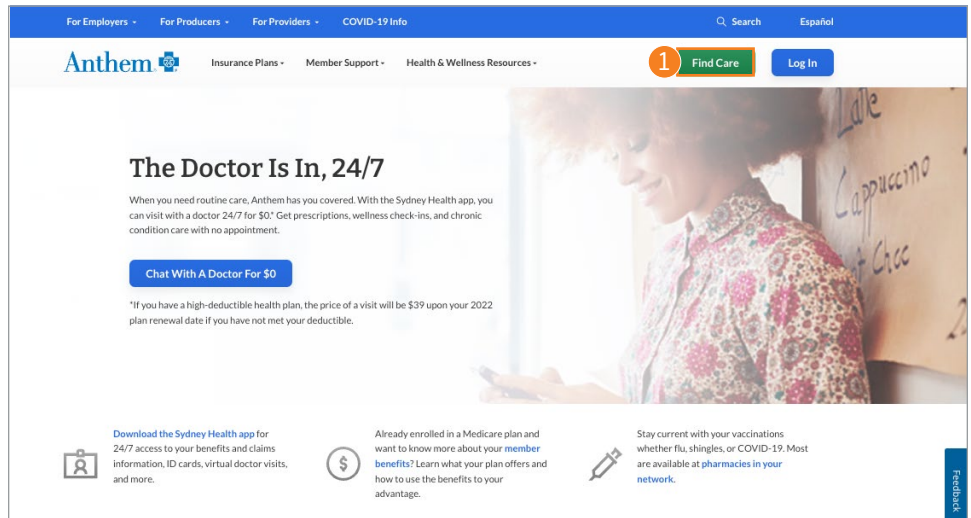 For Employers For Producers For Providers COVID-19 Info Search Español
Anthem Insurance Plans Member Support Health & Wellness Resources 1 Find Care Log In
The Doctor Is In, 24/7
When you need routine care, Anthem has you covered. With the Sydney Health app, you
can visit with a doctor 24/7 for $0.* Get prescriptions, wellness check-ins, and chronic
condition care with no appointment.
Chat With A Doctor For $0
*If you have a high-deductible health plan, the price of a visit will be $39 upon your 2022
plan renewal date if you have not met your deductible.
Latte
Cappuccino
Choc
2
Download the Sydney Health app for
24/7 access to your benefits and claims
information, ID cards, virtual doctor visits,
and more.
$
Already enrolled in a Medicare plan and
want to know more about your member
benefits? Learn what your plan offers and
how to use the benefits to your
advantage.
Stay current with your vaccinations
whether flu, shingles, or COVID-19. Most
are available at pharmacies in your
network.
Feedback